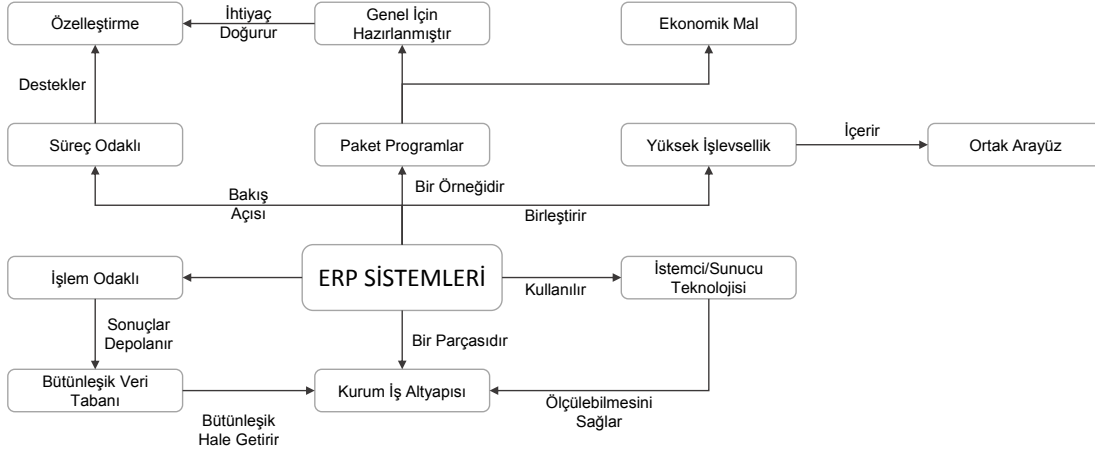 Özelleştirme
İhtiyaç
Doğurur
Genel İçin
Hazırlanmıştır
Ekonomik Mal
Destekler
Süreç Odaklı
Paket Programlar
Yüksek İşlevsellik
İçerir
Ortak Arayüz
Bakış
Açısı
Bir Örneğidir
Birleştirir
İşlem Odaklı
ERP SİSTEMLERİ
Kullanılır
İstemci/Sunucu
Teknolojisi
Sonuçlar
Depolanır
Bir Parçasıdır
Bütünleşik Veri
Tabanı
Bütünleşik
Hale Getirir
Kurum İş Altyapısı
Ölçülebilmesini
Sağlar